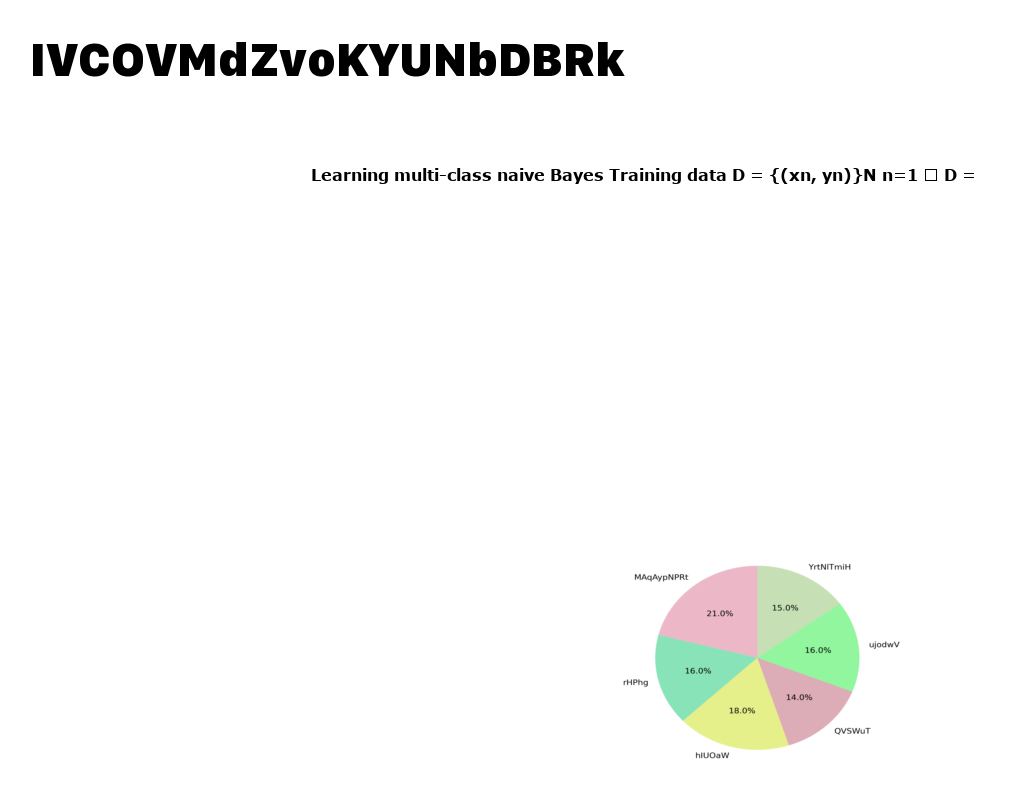 IVCOVMdZvoKYUNbDBRk
Learning multi-class naive Bayes Training data D = {(xn, yn)}N n=1 □ D =
YrtNITmiH
MAqAypNPRt
15.0%
21.0%
ujodwV
16.0%
16.0%
rHPhg
14.0%
18.0%
QVSWuT
hIUOaW